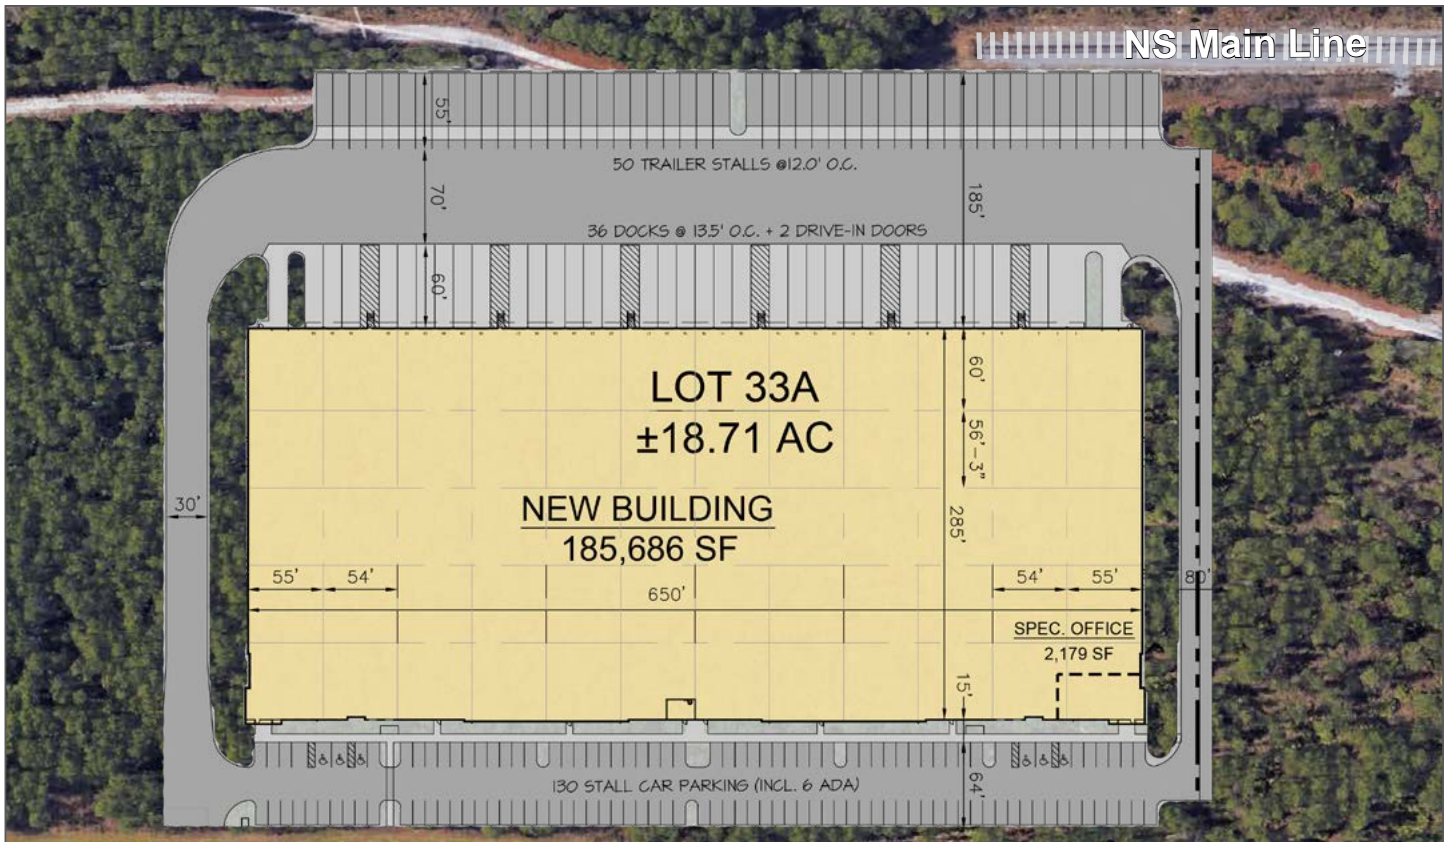 NS Main Line
55'
50 TRAILER STALLS @12.0' O.C.
70'
185'
36 DOCKS @ 13.5' O.C. + 2 DRIVE-IN DOORS
60'
LOT 33A
±18.71 AC
60'
56'-3"
NEW BUILDING
185,686 SF
30'
285'
55'
54'
650'
54'
55'
80'
SPEC. OFFICE
2,179 SF
15'
130 STALL CAR PARKING (INCL. 6 ADA)
64'